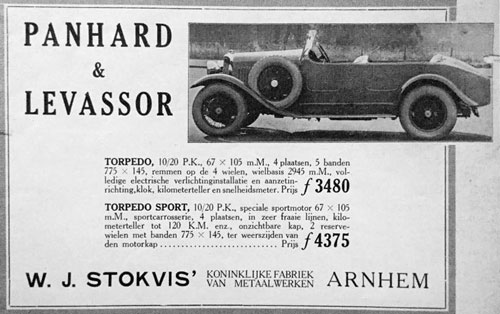 PANHARD
&
LEVASSOR
TORPEDO, 10/20 P.K., 67 × 105 m.M., 4 plaatsen, 5 banden
775 × 145, remmen op de 4 wielen, wielbasis 2945 m.M., vol-
ledige electrische verlichtinginstallatie en aanzetin-
richting, klok, kilometerteller en snelheidsmeter. Prijs ƒ 3480
TORPEDO SPORT, 10/20 P.K., speciale sportmotor 67 × 105
m.M., sportcarrosserie, 4 plaatsen, in zeer fraaie lijnen, kilo-
meterteller tot 120 K.M. enz., onzichtbare kap, 2 reserve-
wielen met banden 775 × 145, ter weerszijden van
den motorkap ............................ Prijs ƒ 4375
W. J. STOKVIS' KONINKLIJKE FABRIEK VAN METAALWERKEN ARNHEM